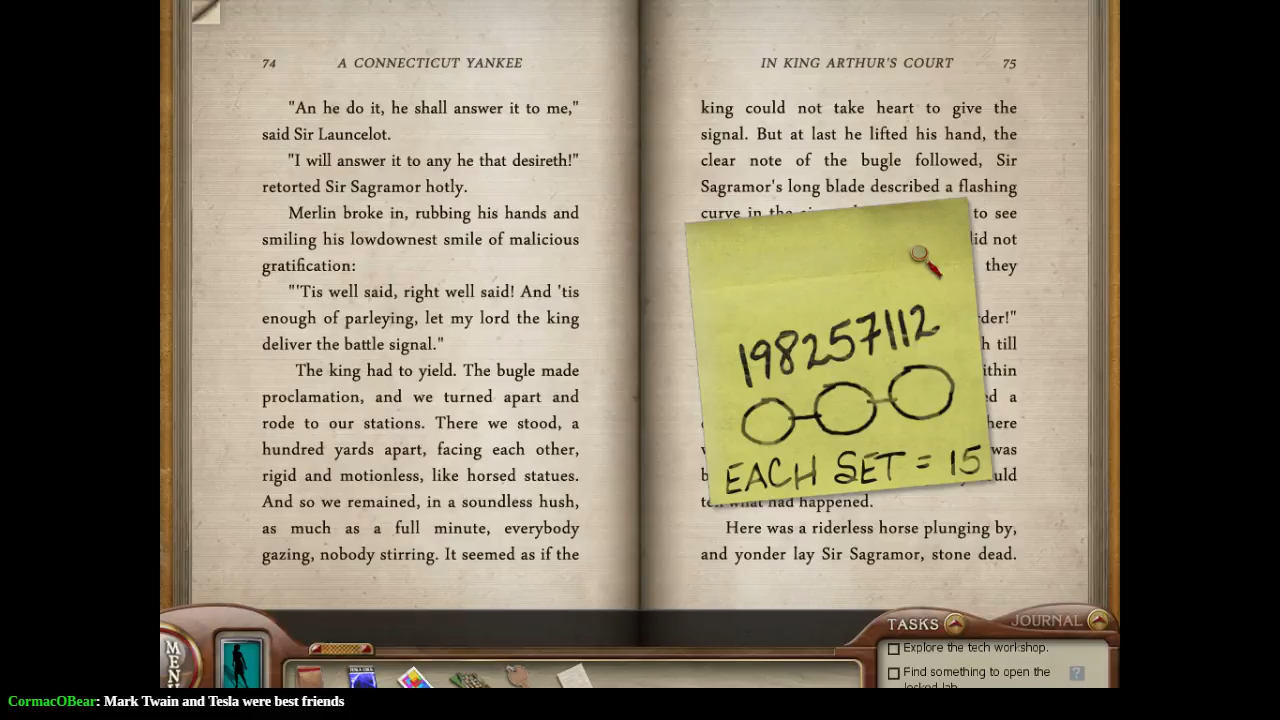 74 A CONNECTICUT YANKEE
"An he do it, he shall answer it to me,"
said Sir Launcelot.
"I will answer it to any he that desireth!"
retorted Sir Sagramor hotly.
Merlin broke in, rubbing his hands and
smiling his lowdownest smile of malicious
gratification:
"'Tis well said, right well said! And 'tis
enough of parleying, let my lord the king
deliver the battle signal."
The king had to yield. The bugle made
proclamation, and we turned apart and
rode to our stations. There we stood, a
hundred yards apart, facing each other,
rigid and motionless, like horsed statues.
And so we remained, in a soundless hush,
as much as a full minute, everybody
gazing, nobody stirring. It seemed as if the
IN KING ARTHUR'S COURT 75
king could not take heart to give the
signal. But at last he lifted his hand, the
clear note of the bugle followed, Sir
Sagramor's long blade described a flashing
curve in the to see
not
they
till
a
was
what had happened.
Here was a riderless horse plunging by,
and yonder lay Sir Sagramor, stone dead.
198257112
EACH SET = 15
MENU
TASKS
JOURNAL
Explore the tech workshop.
Find something to open the
locked lab.
?
CormacOBear: Mark Twain and Tesla were best friends